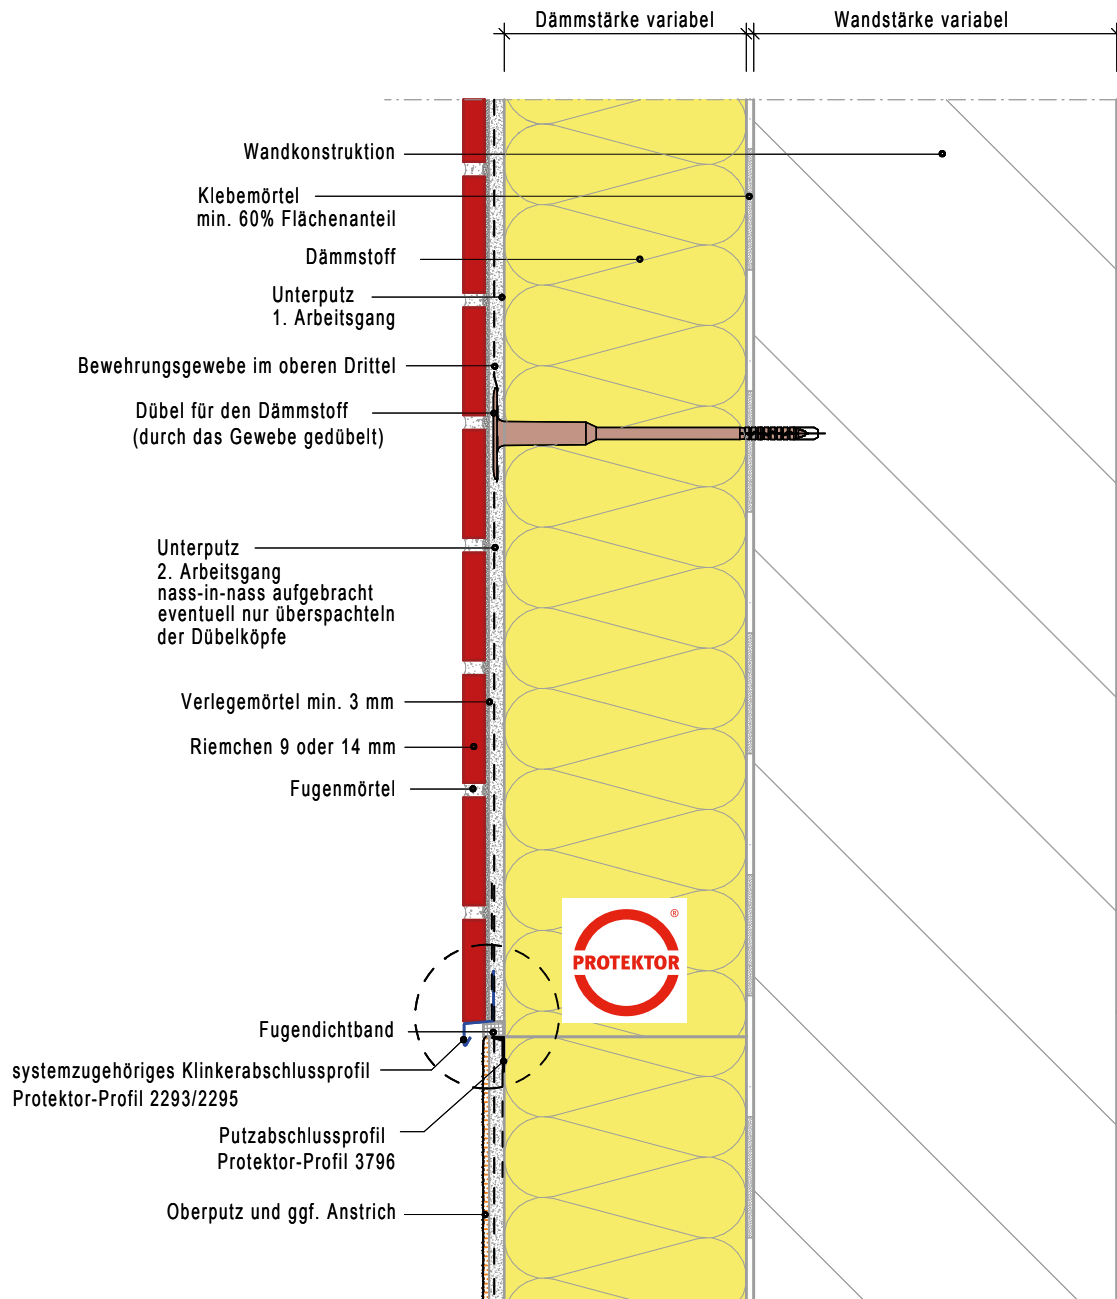 Dämmstärke variabel
Wandstärke variabel
Wandkonstruktion
Klebemörtel
min. 60% Flächenanteil
Dämmstoff
Unterputz
1. Arbeitsgang
Bewehrungsgewebe im oberen Drittel
Dübel für den Dämmstoff
(durch das Gewebe gedübelt)
Unterputz
2. Arbeitsgang
nass-in-nass aufgebracht
eventuell nur überspachteln
der Dübelköpfe
Verlegemörtel min. 3 mm
Riemchen 9 oder 14 mm
Fugenmörtel
®
PROTEKTOR
Fugendichtband
systemzugehöriges Klinkerabschlussprofil
Protektor-Profil 2293/2295
Putzabschlussprofil
Protektor-Profil 3796
Oberputz und ggf. Anstrich